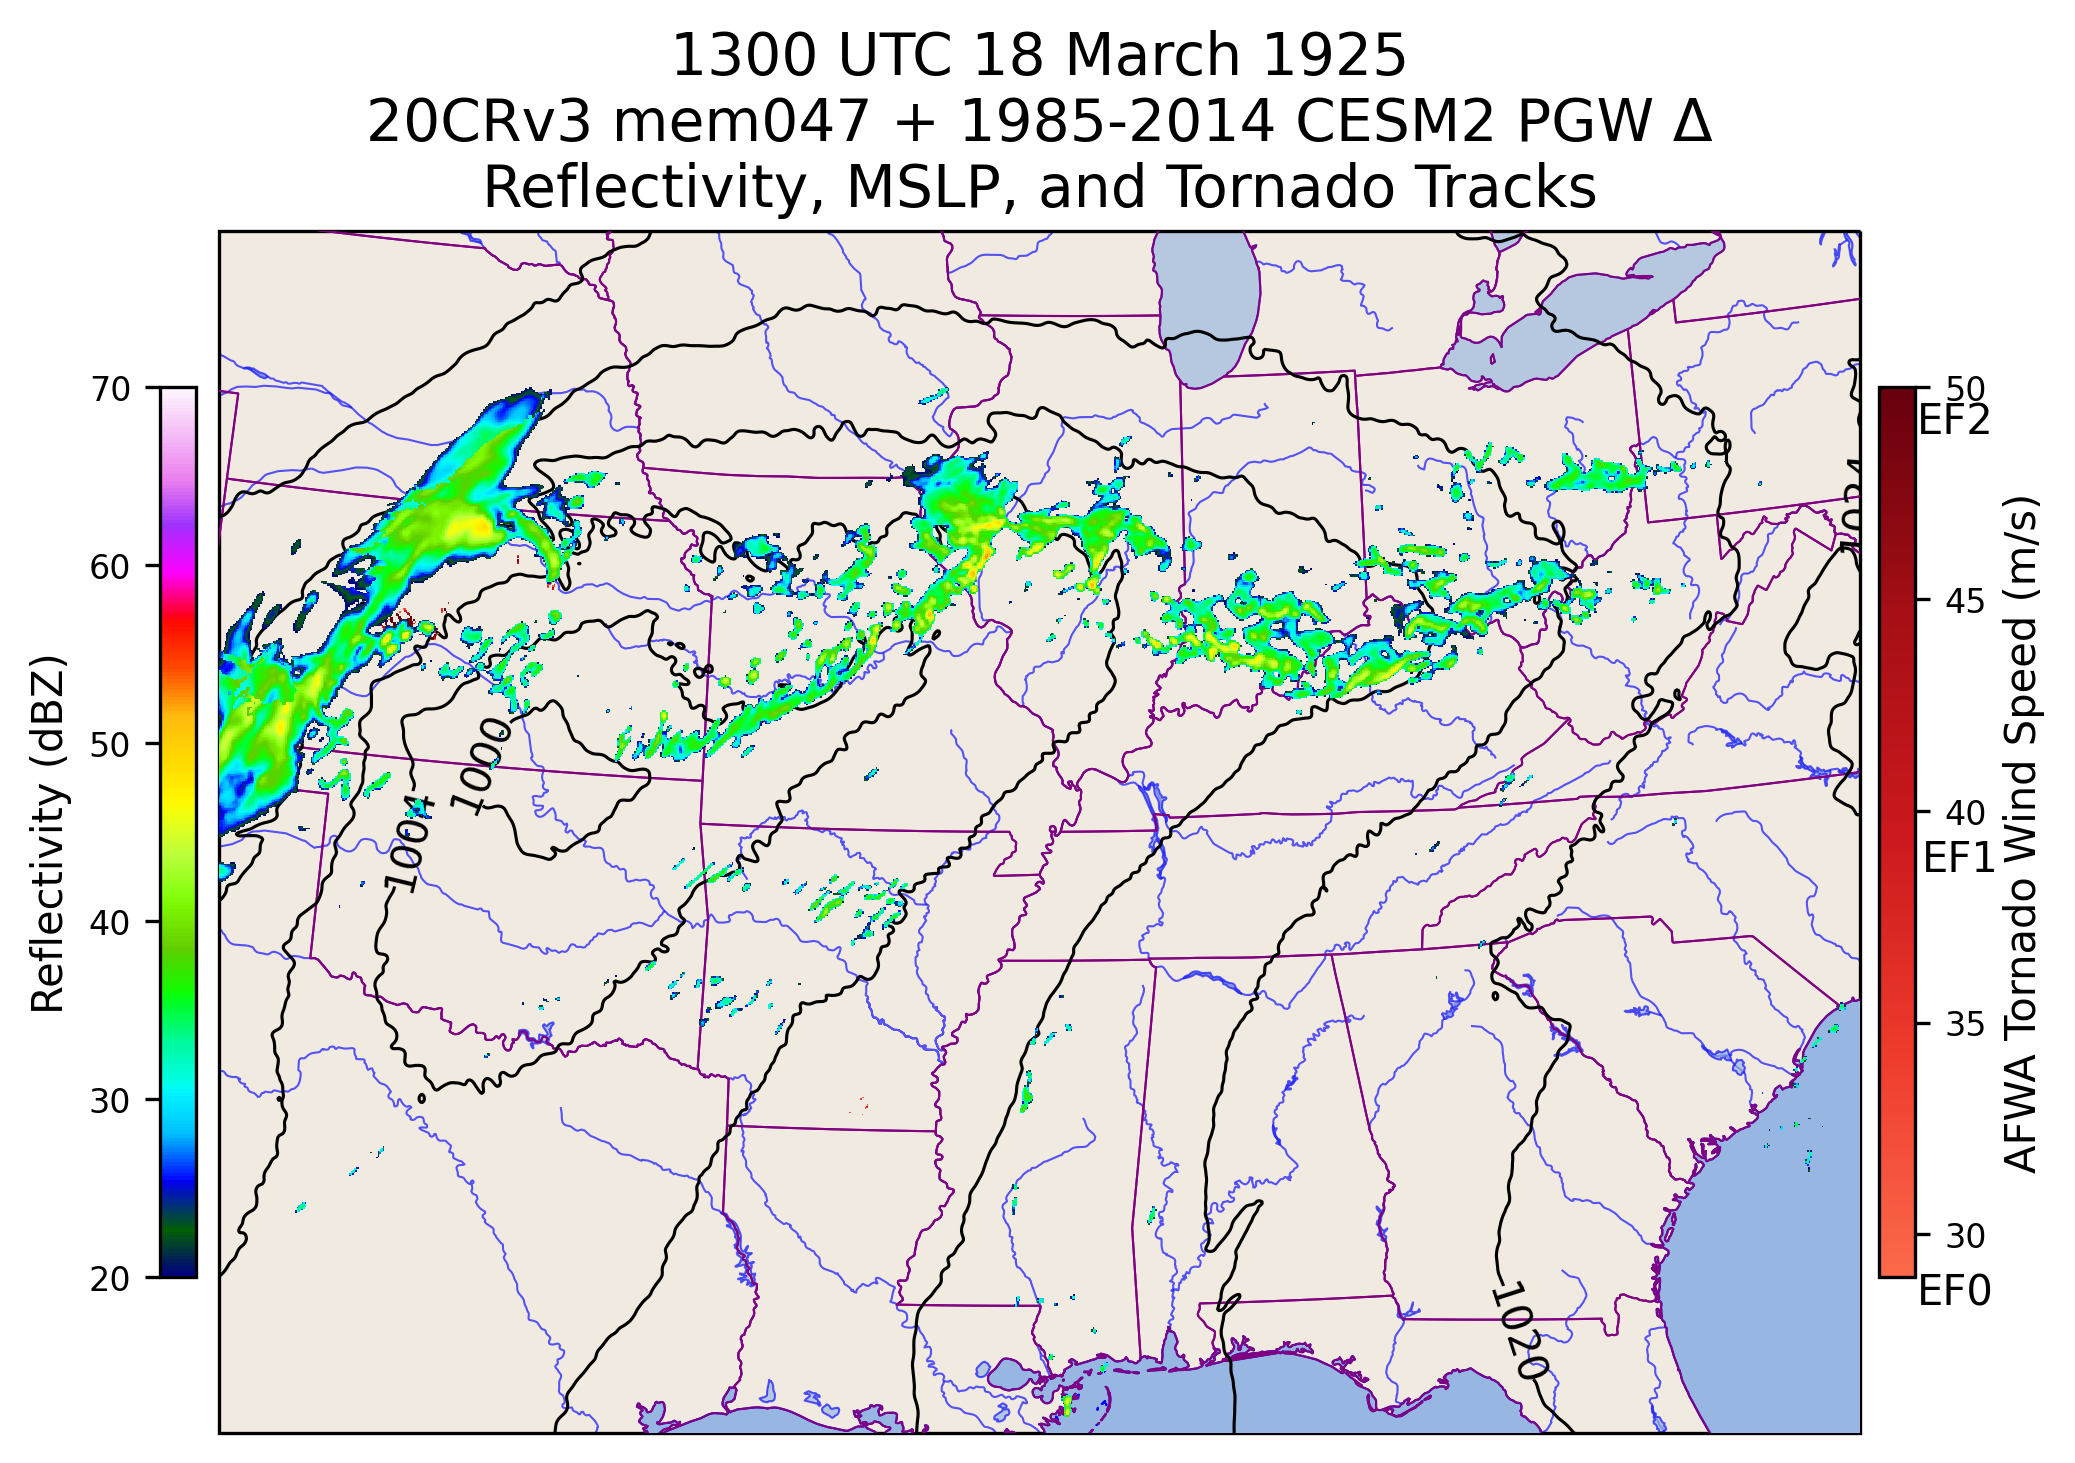 1300 UTC 18 March 1925
20CRv3 mem047 + 1985-2014 CESM2 PGW Δ
Reflectivity, MSLP, and Tornado Tracks
Reflectivity (dBZ)
70
60
50
40
30
20
1000
1004
1024
1020
50
EF2
45
40
EF1
35
30
EF0
AFWA Tornado Wind Speed (m/s)